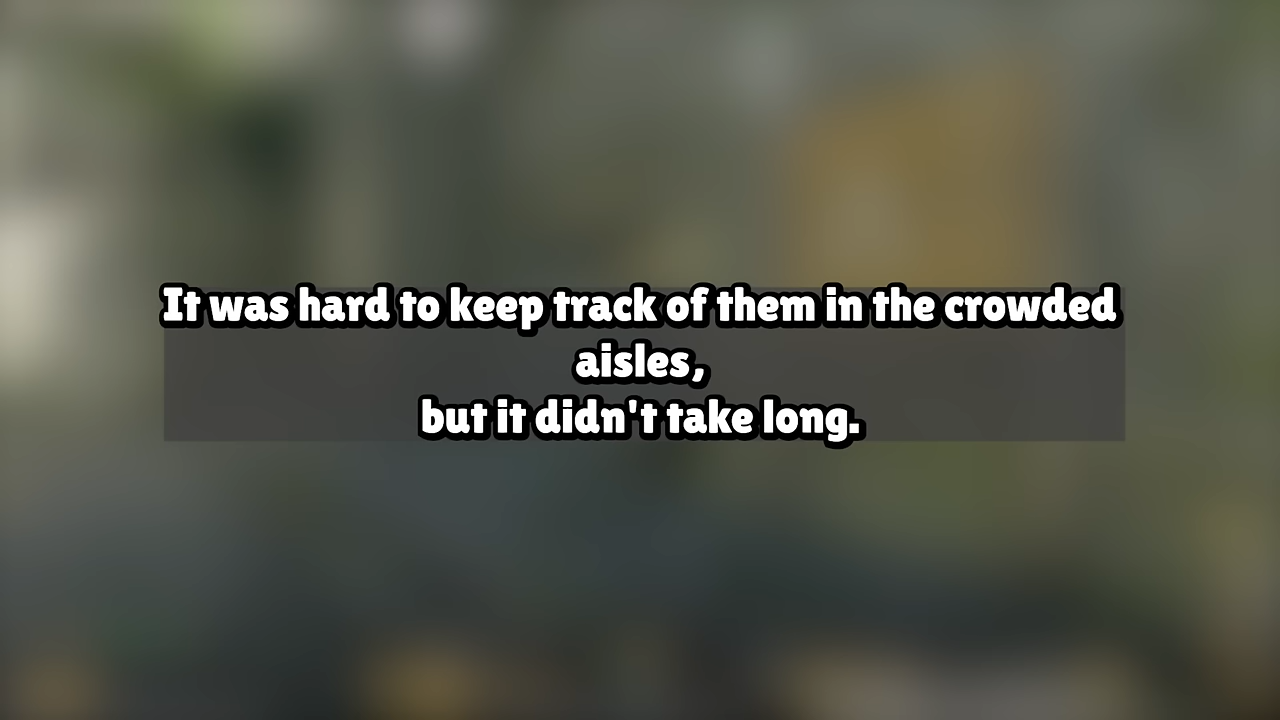 It was hard to keep track of them in the crowded
aisles,
but it didn't take long.